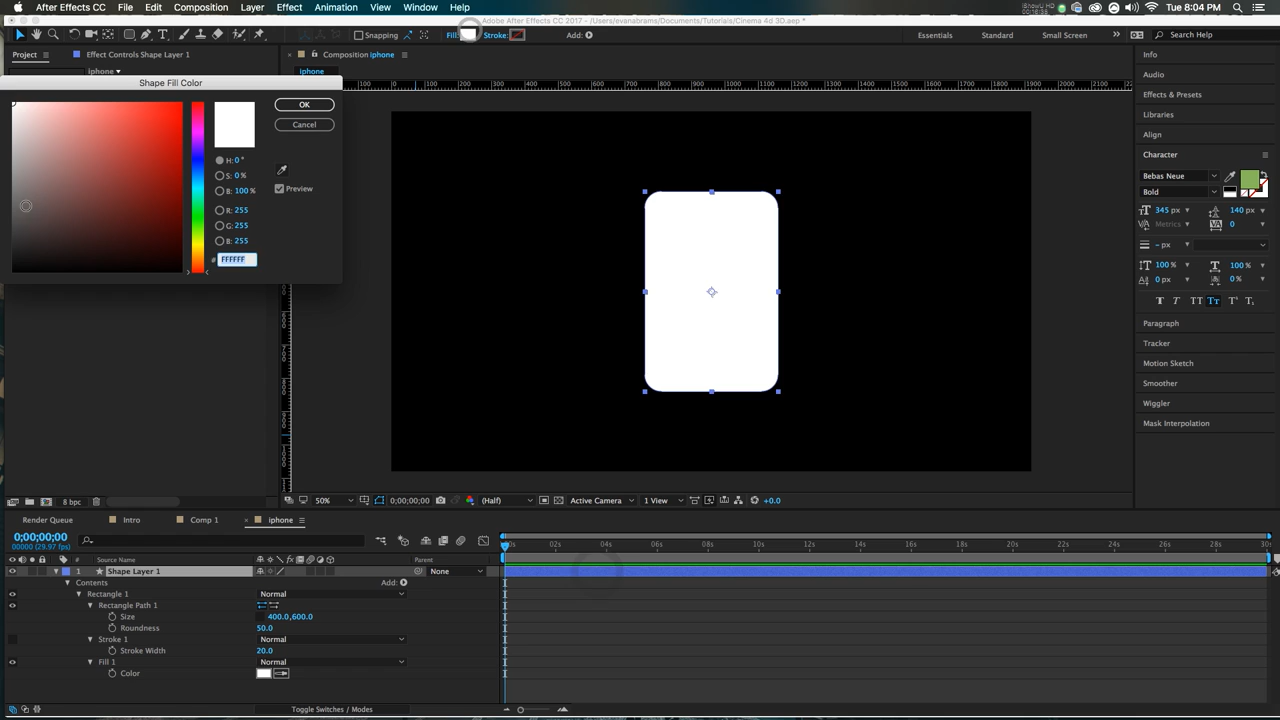 After Effects CC File Edit Composition Layer Effect Animation View Window Help Tue 8:04 PM
Adobe After Effects CC 2017 - /Users/evanabrams/Documents/Tutorials/Cinema 4d 3D.aep *
Snapping Fill: Stroke: Add: Essentials Standard Small Screen Search Help
Project Effect Controls Shape Layer 1 Composition iphone Info
iphone iphone
Shape Fill Color
OK
Cancel
H: 0 °
S: 0 %
B: 100 %
Preview
R: 255
G: 255
B: 255
# FFFFFF
Audio
Effects & Presets
Libraries
Align
Character
Bebas Neue
Bold
345 px 140 px
Metrics 0
- px
100 % 100 %
0 px 0 %
T T TT Tт T¹ T₁
Paragraph
Tracker
Motion Sketch
Smoother
Wiggler
Mask Interpolation
8 bpc 50% 0;00;00;00 (Half) Active Camera 1 View +0.0
Render Queue Intro Comp 1 iphone
0;00;00;00
00000 (29.97 fps)
# Source Name Parent 02s 04s 06s 08s 10s 12s 14s 16s 18s 20s 22s 24s 26s 28s 30s
1 Shape Layer 1 None
Contents Add:
Rectangle 1 Normal
Rectangle Path 1
Size 400.0,600.0
Roundness 50.0
Stroke 1 Normal
Stroke Width 20.0
Fill 1 Normal
Color
Toggle Switches / Modes